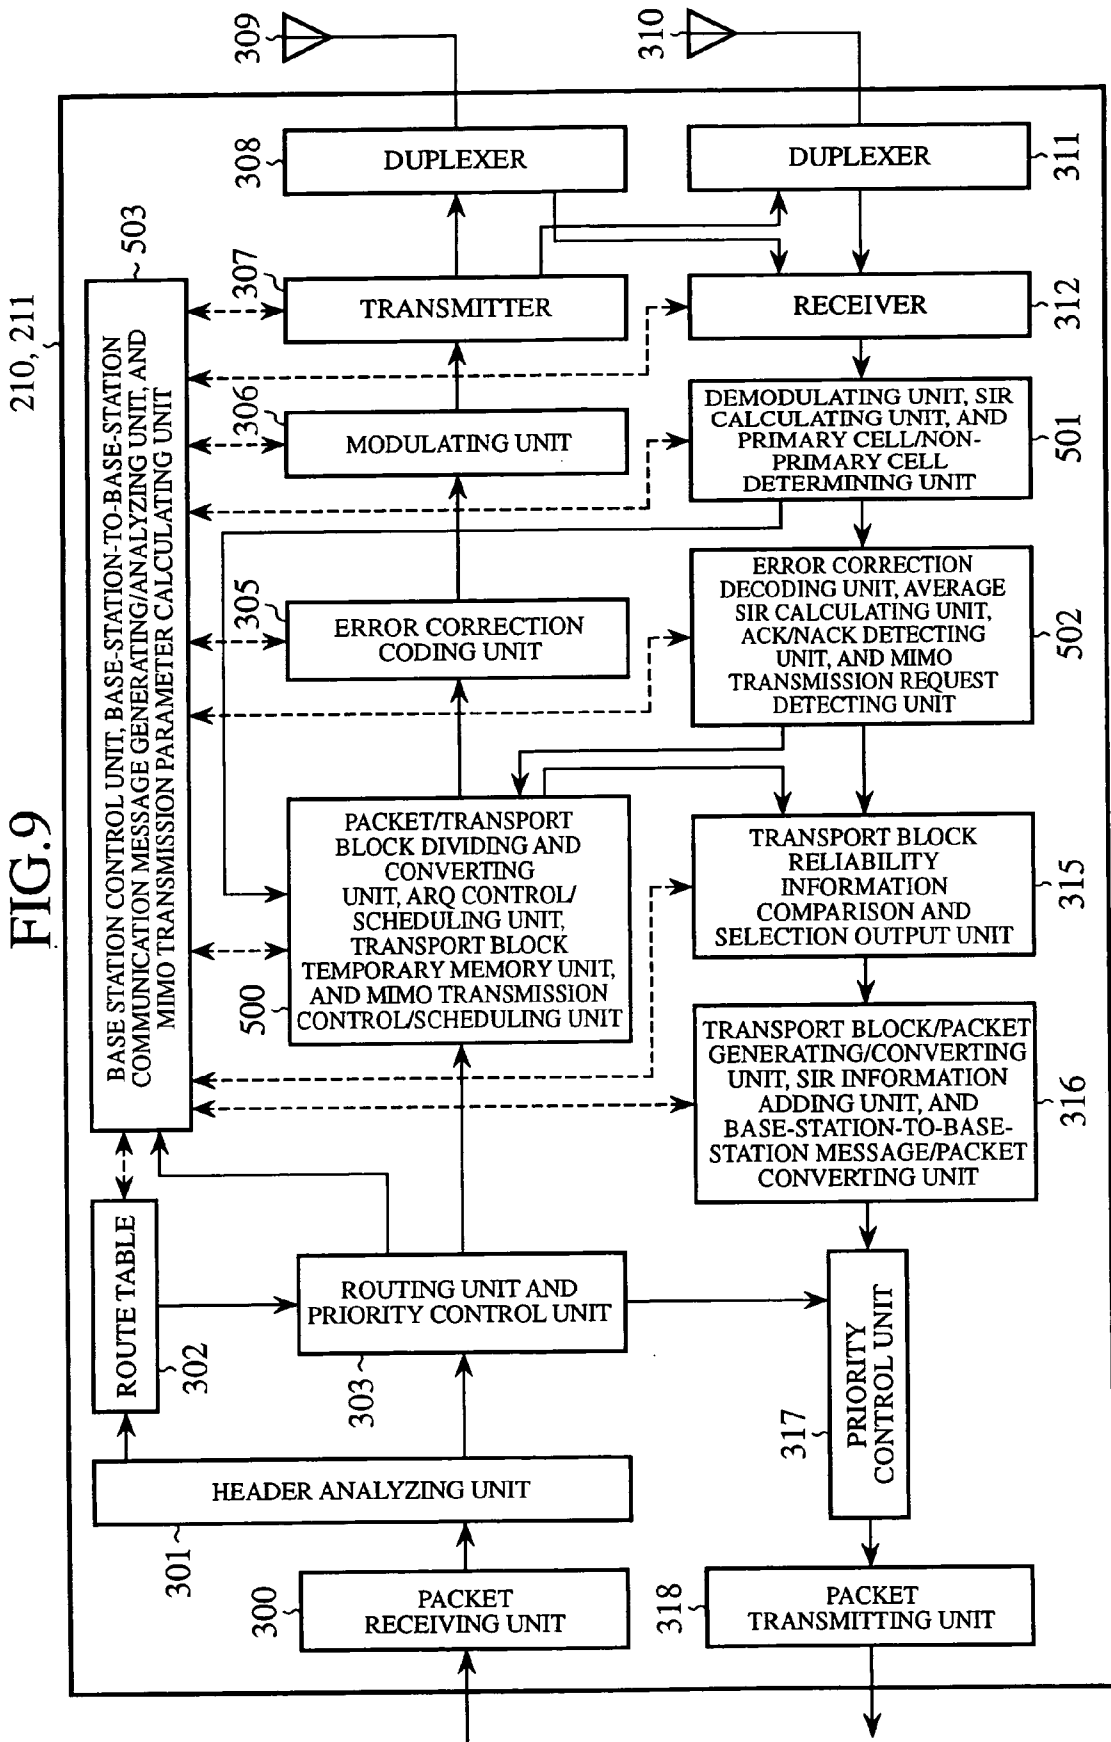 FIG.9
210, 211
309
310
308
DUPLEXER
DUPLEXER
311
503
BASE STATION CONTROL UNIT, BASE-STATION-TO-BASE-STATION
COMMUNICATION MESSAGE GENERATING/ANALYZING UNIT, AND
MIMO TRANSMISSION PARAMETER CALCULATING UNIT
307
TRANSMITTER
RECEIVER
312
306
MODULATING UNIT
DEMODULATING UNIT, SIR
CALCULATING UNIT, AND
PRIMARY CELL/NON-
PRIMARY CELL
DETERMINING UNIT
501
305
ERROR CORRECTION
CODING UNIT
ERROR CORRECTION
DECODING UNIT, AVERAGE
SIR CALCULATING UNIT,
ACK/NACK DETECTING
UNIT, AND MIMO
TRANSMISSION REQUEST
DETECTING UNIT
502
PACKET/TRANSPORT
BLOCK DIVIDING AND
CONVERTING
UNIT, ARQ CONTROL/
SCHEDULING UNIT,
TRANSPORT BLOCK
TEMPORARY MEMORY UNIT,
AND MIMO TRANSMISSION
CONTROL/SCHEDULING UNIT
500
TRANSPORT BLOCK
RELIABILITY
INFORMATION
COMPARISON AND
SELECTION OUTPUT UNIT
315
TRANSPORT BLOCK/PACKET
GENERATING/CONVERTING
UNIT, SIR INFORMATION
ADDING UNIT, AND
BASE-STATION-TO-BASE-
STATION MESSAGE/PACKET
CONVERTING UNIT
316
ROUTE TABLE
302
ROUTING UNIT AND
PRIORITY CONTROL UNIT
303
PRIORITY
CONTROL UNIT
317
HEADER ANALYZING UNIT
301
300
PACKET
RECEIVING UNIT
318
PACKET
TRANSMITTING UNIT